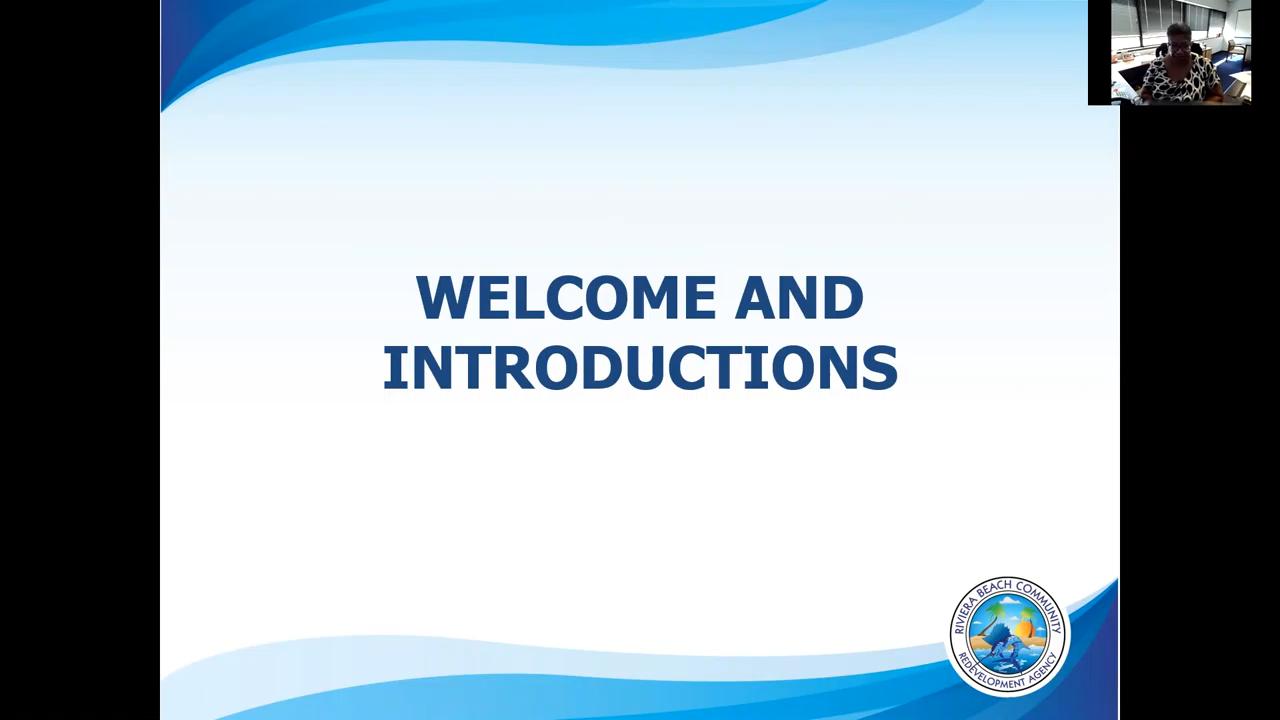 WELCOME AND
INTRODUCTIONS
RIVIERA BEACH COMMUNITY
REDEVELOPMENT AGENCY